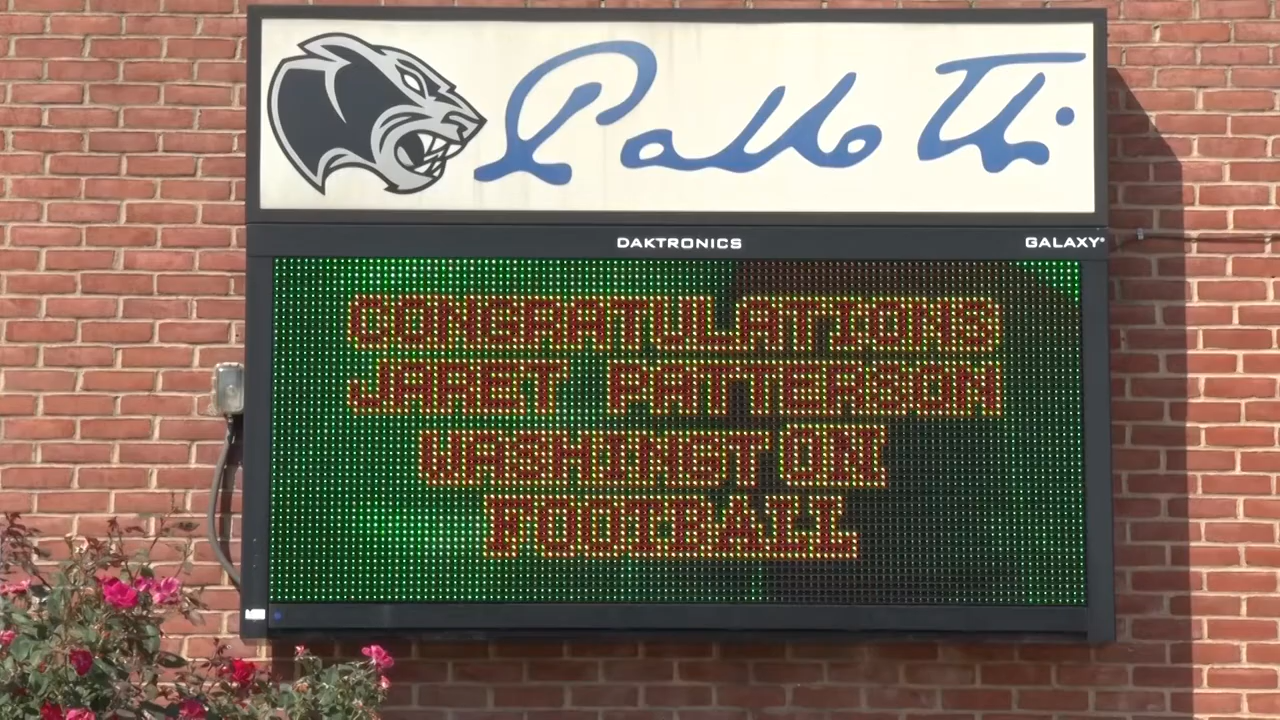 Pallotti
DAKTRONICS
GALAXY®
CONGRATULATIONS
JARET PATTERSON
WASHINGTON
FOOTBALL